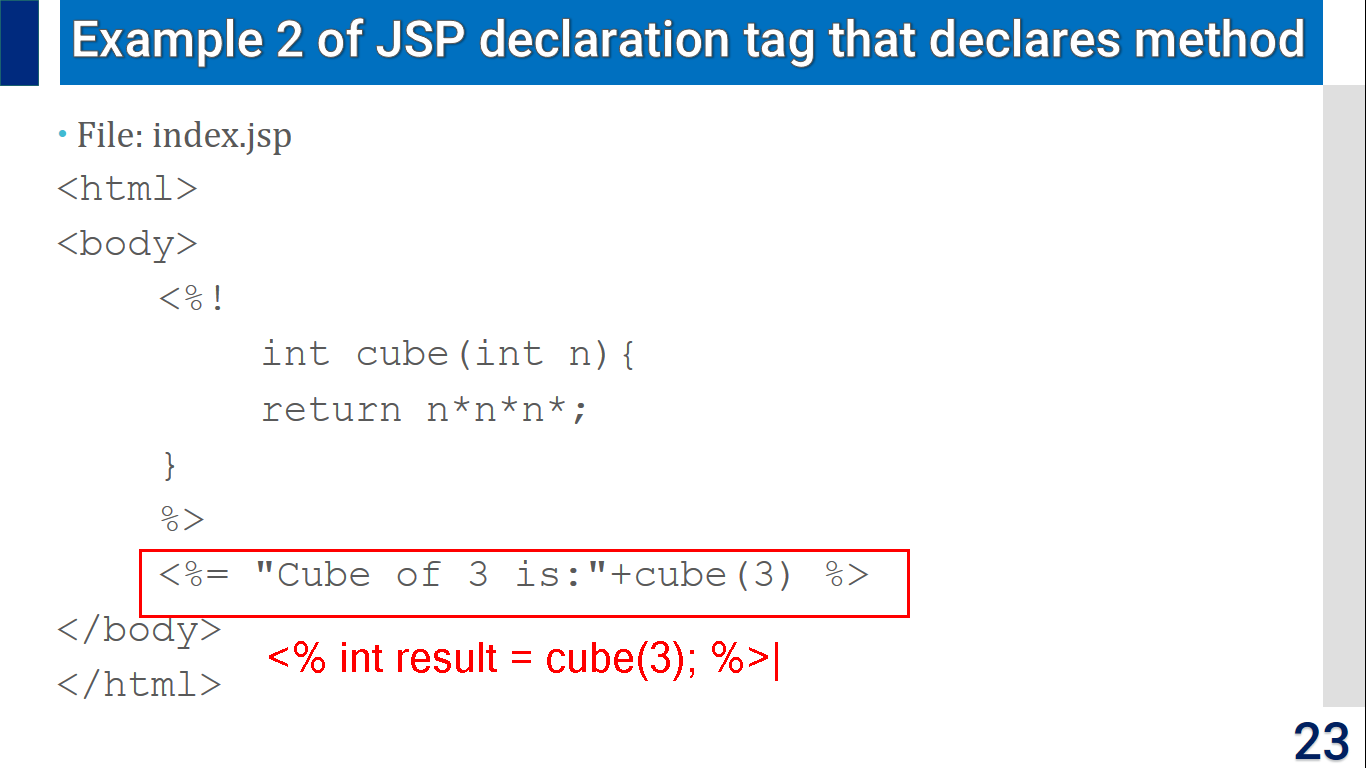 Example 2 of JSP declaration tag that declares method
• File: index.jsp
<html>
<body>
<%!
int cube(int n){
return n*n*n*;
}
%>
<%= "Cube of 3 is:"+cube(3) %>
</body>
<% int result = cube(3); %>|
</html>
23